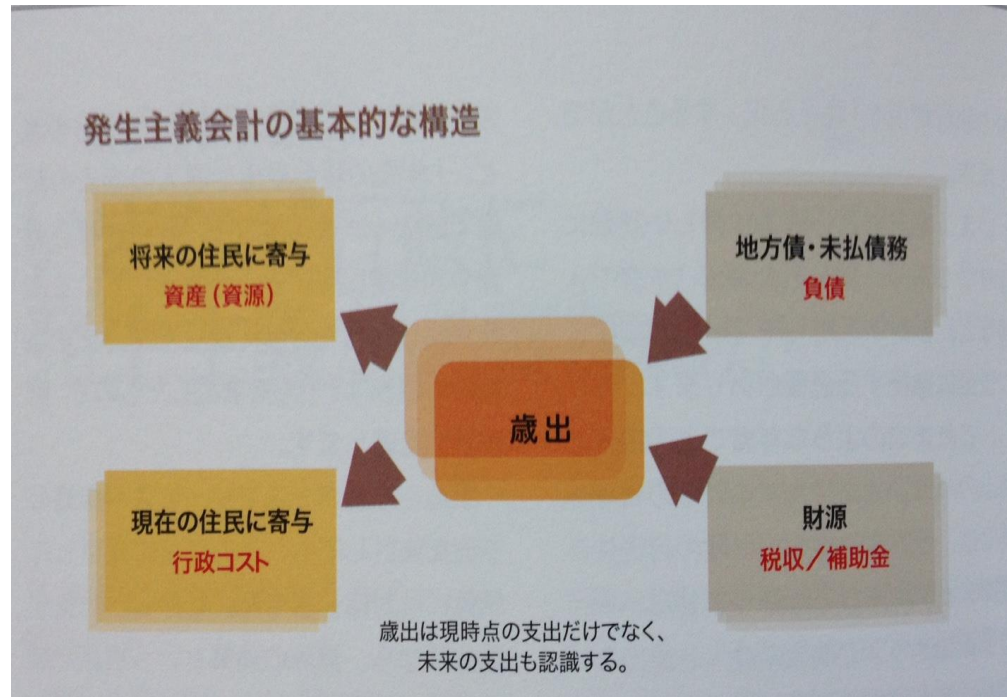 発生主義会計の基本的な構造
将来の住民に寄与
資産（資源）
地方債・未払債務
負債
歳出
現在の住民に寄与
行政コスト
財源
税収／補助金
歳出は現時点の支出だけでなく、
未来の支出も認識する。